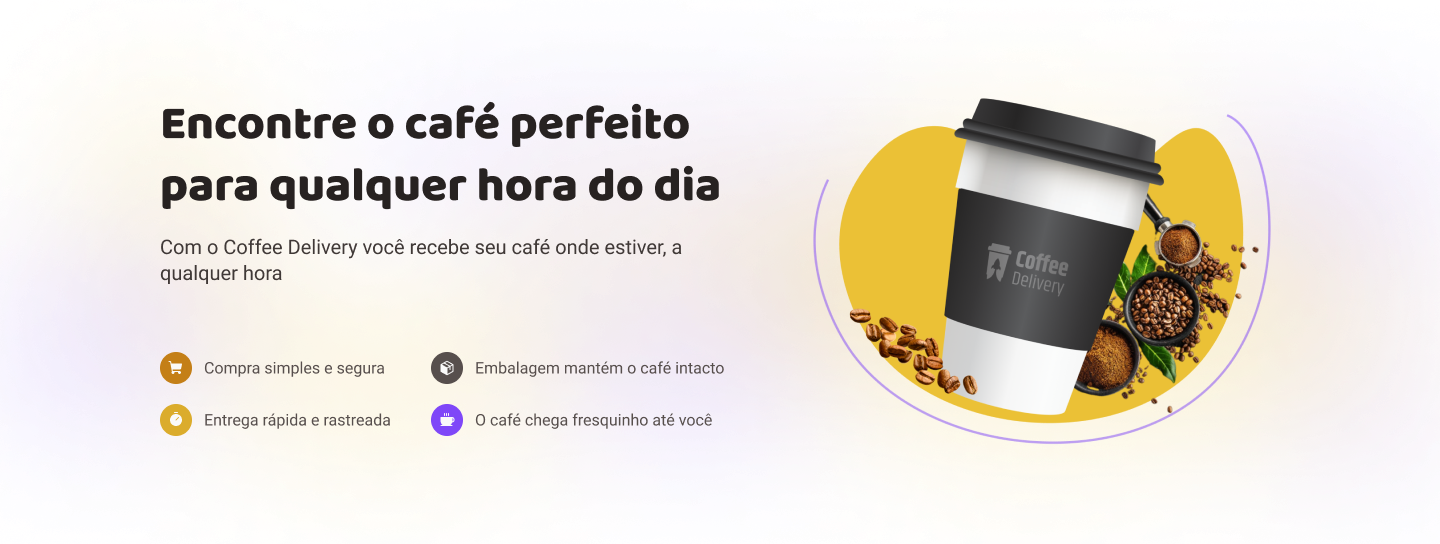 Encontre o café perfeito
para qualquer hora do dia
Com o Coffee Delivery você recebe seu café onde estiver, a
qualquer hora
Compra simples e segura
Embalagem mantém o café intacto
Entrega rápida e rastreada
O café chega fresquinho até você
Coffee
Delivery